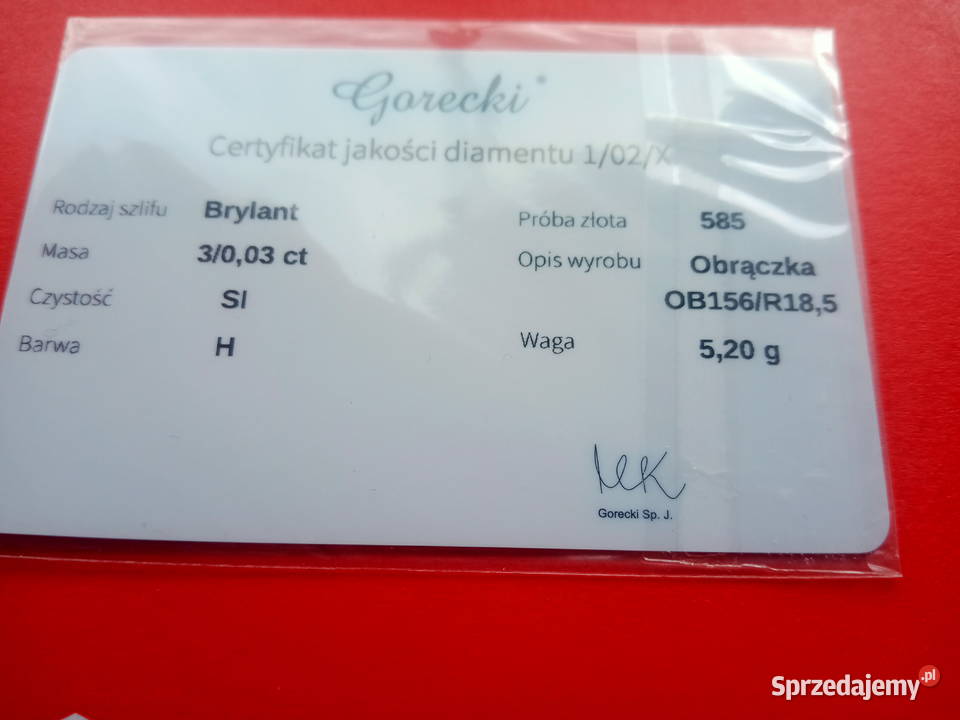 Gorecki
Certyfikat jakości diamentu 1/02/X
Rodzaj szlifu Brylant
Masa 3/0,03 ct
Czystość SI
Barwa H
Próba złota 585
Opis wyrobu Obrączka
OB156/R18,5
Waga 5,20 g
Gorecki Sp. J.
Sprzedajemy.pl